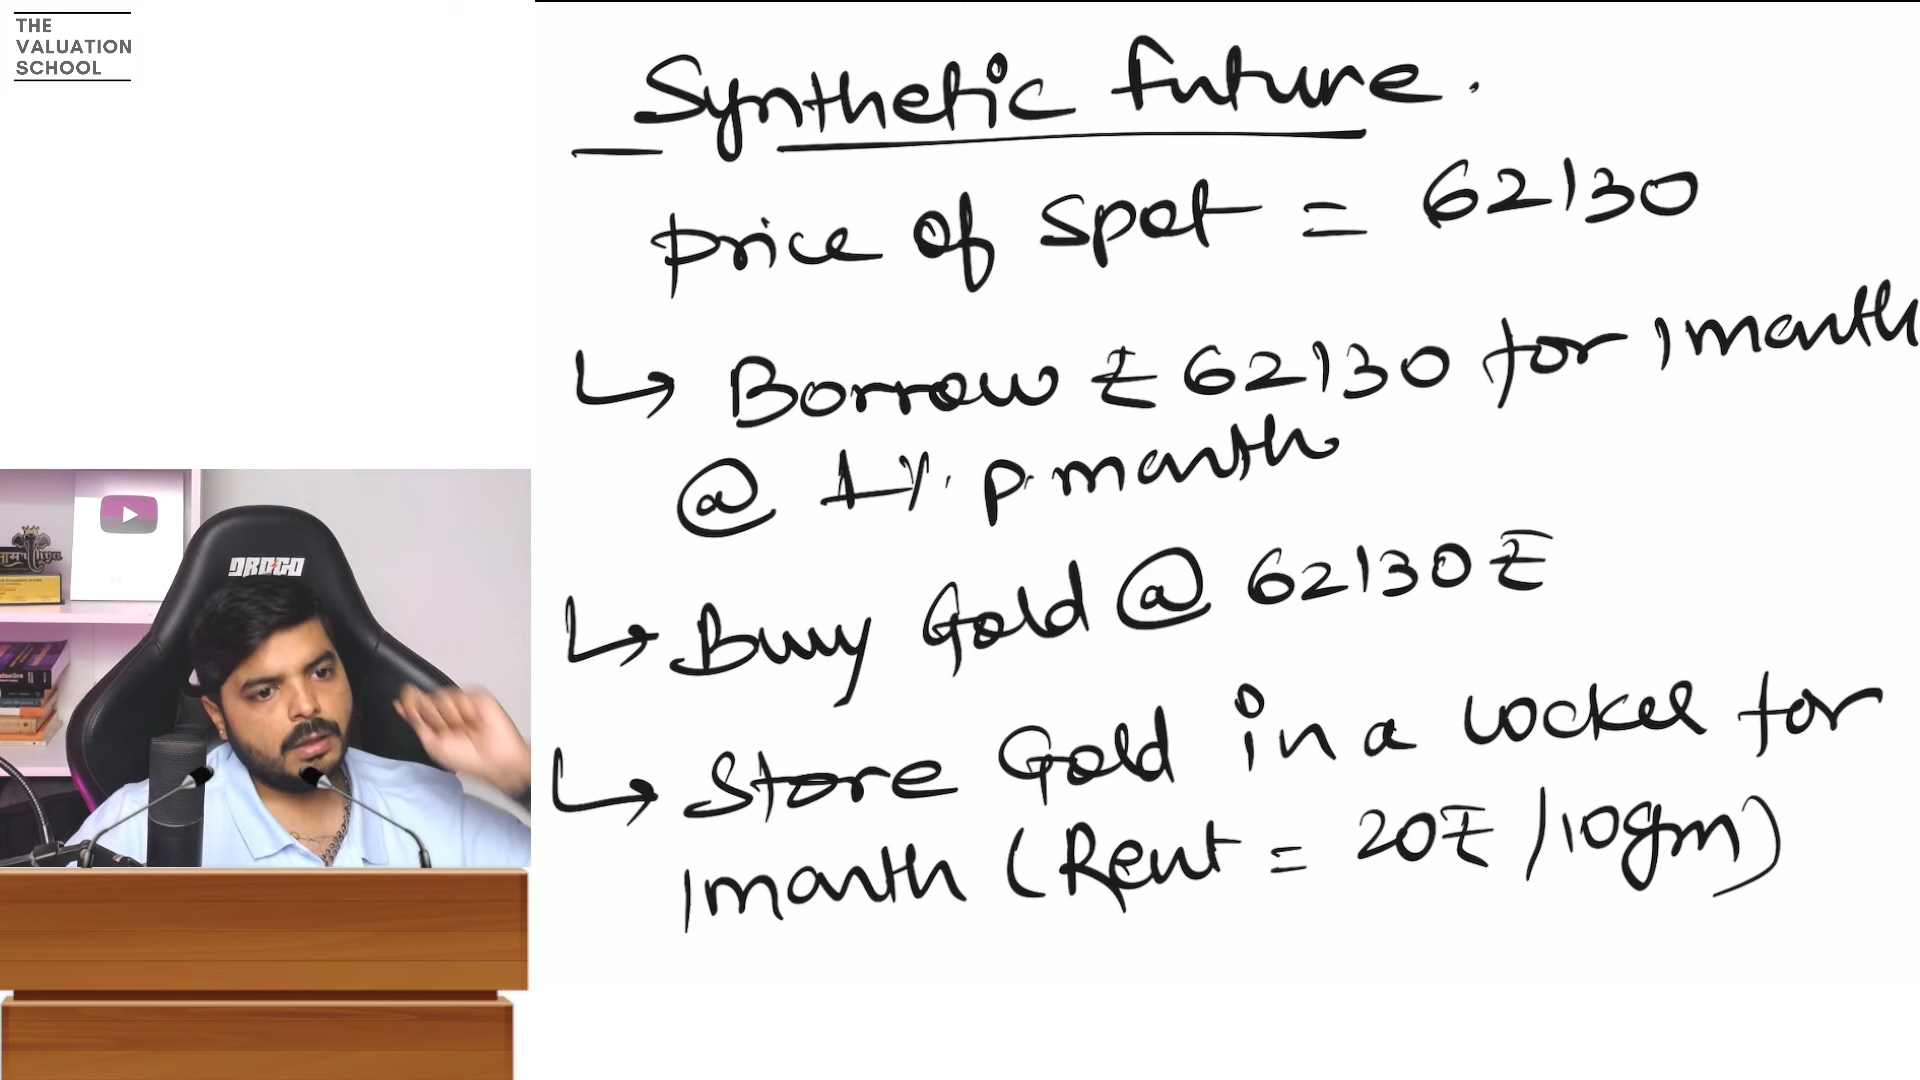 THE
VALUATION
SCHOOL
Synthetic future.
price of spot = 62130
↳ Borrow ₹ 62130 for 1 month
@ 1%. p. month
↳ Buy Gold @ 62130 ₹
↳ Store Gold in a locker for
1 month (Rent = 20₹ /10gm)
DROGO